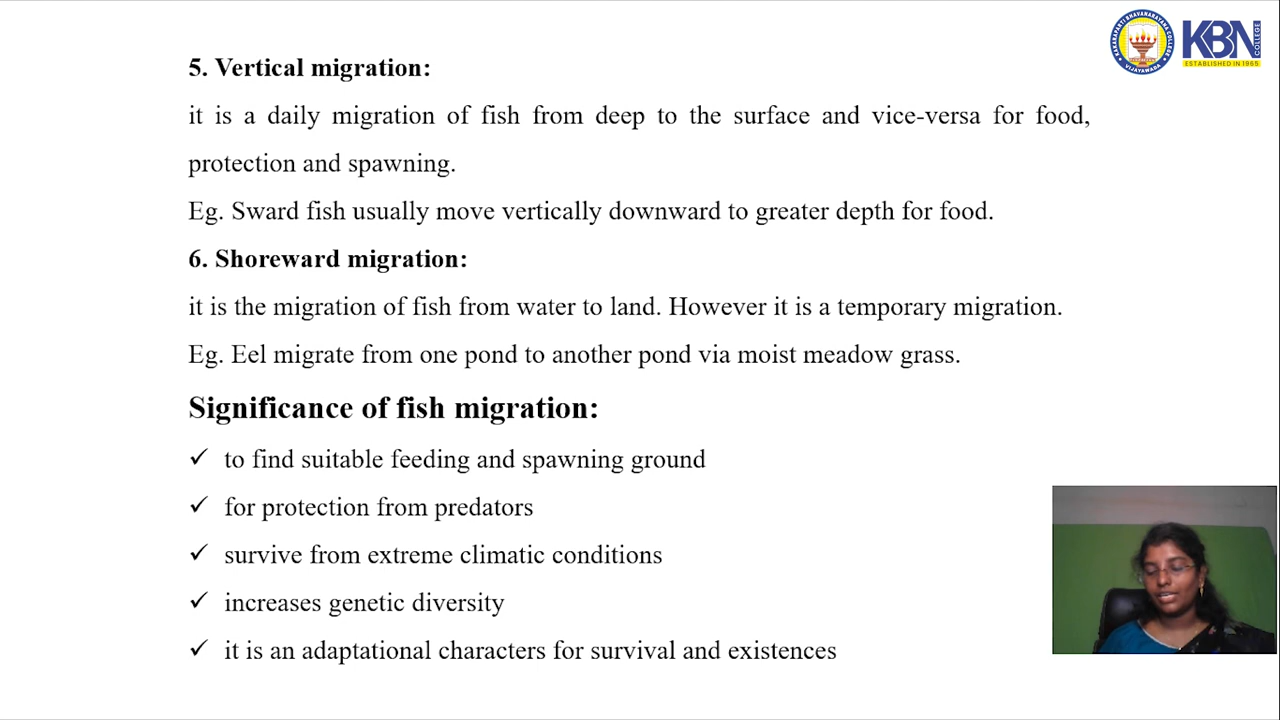 KBN
COLLEGE
ESTABLISHED IN 1965
KAKARAPARTI BHAVANARAYANA COLLEGE
VIJAYAWADA
5. Vertical migration:
it is a daily migration of fish from deep to the surface and vice-versa for food,
protection and spawning.
Eg. Sward fish usually move vertically downward to greater depth for food.
6. Shoreward migration:
it is the migration of fish from water to land. However it is a temporary migration.
Eg. Eel migrate from one pond to another pond via moist meadow grass.
Significance of fish migration:
✓ to find suitable feeding and spawning ground
✓ for protection from predators
✓ survive from extreme climatic conditions
✓ increases genetic diversity
✓ it is an adaptational characters for survival and existences